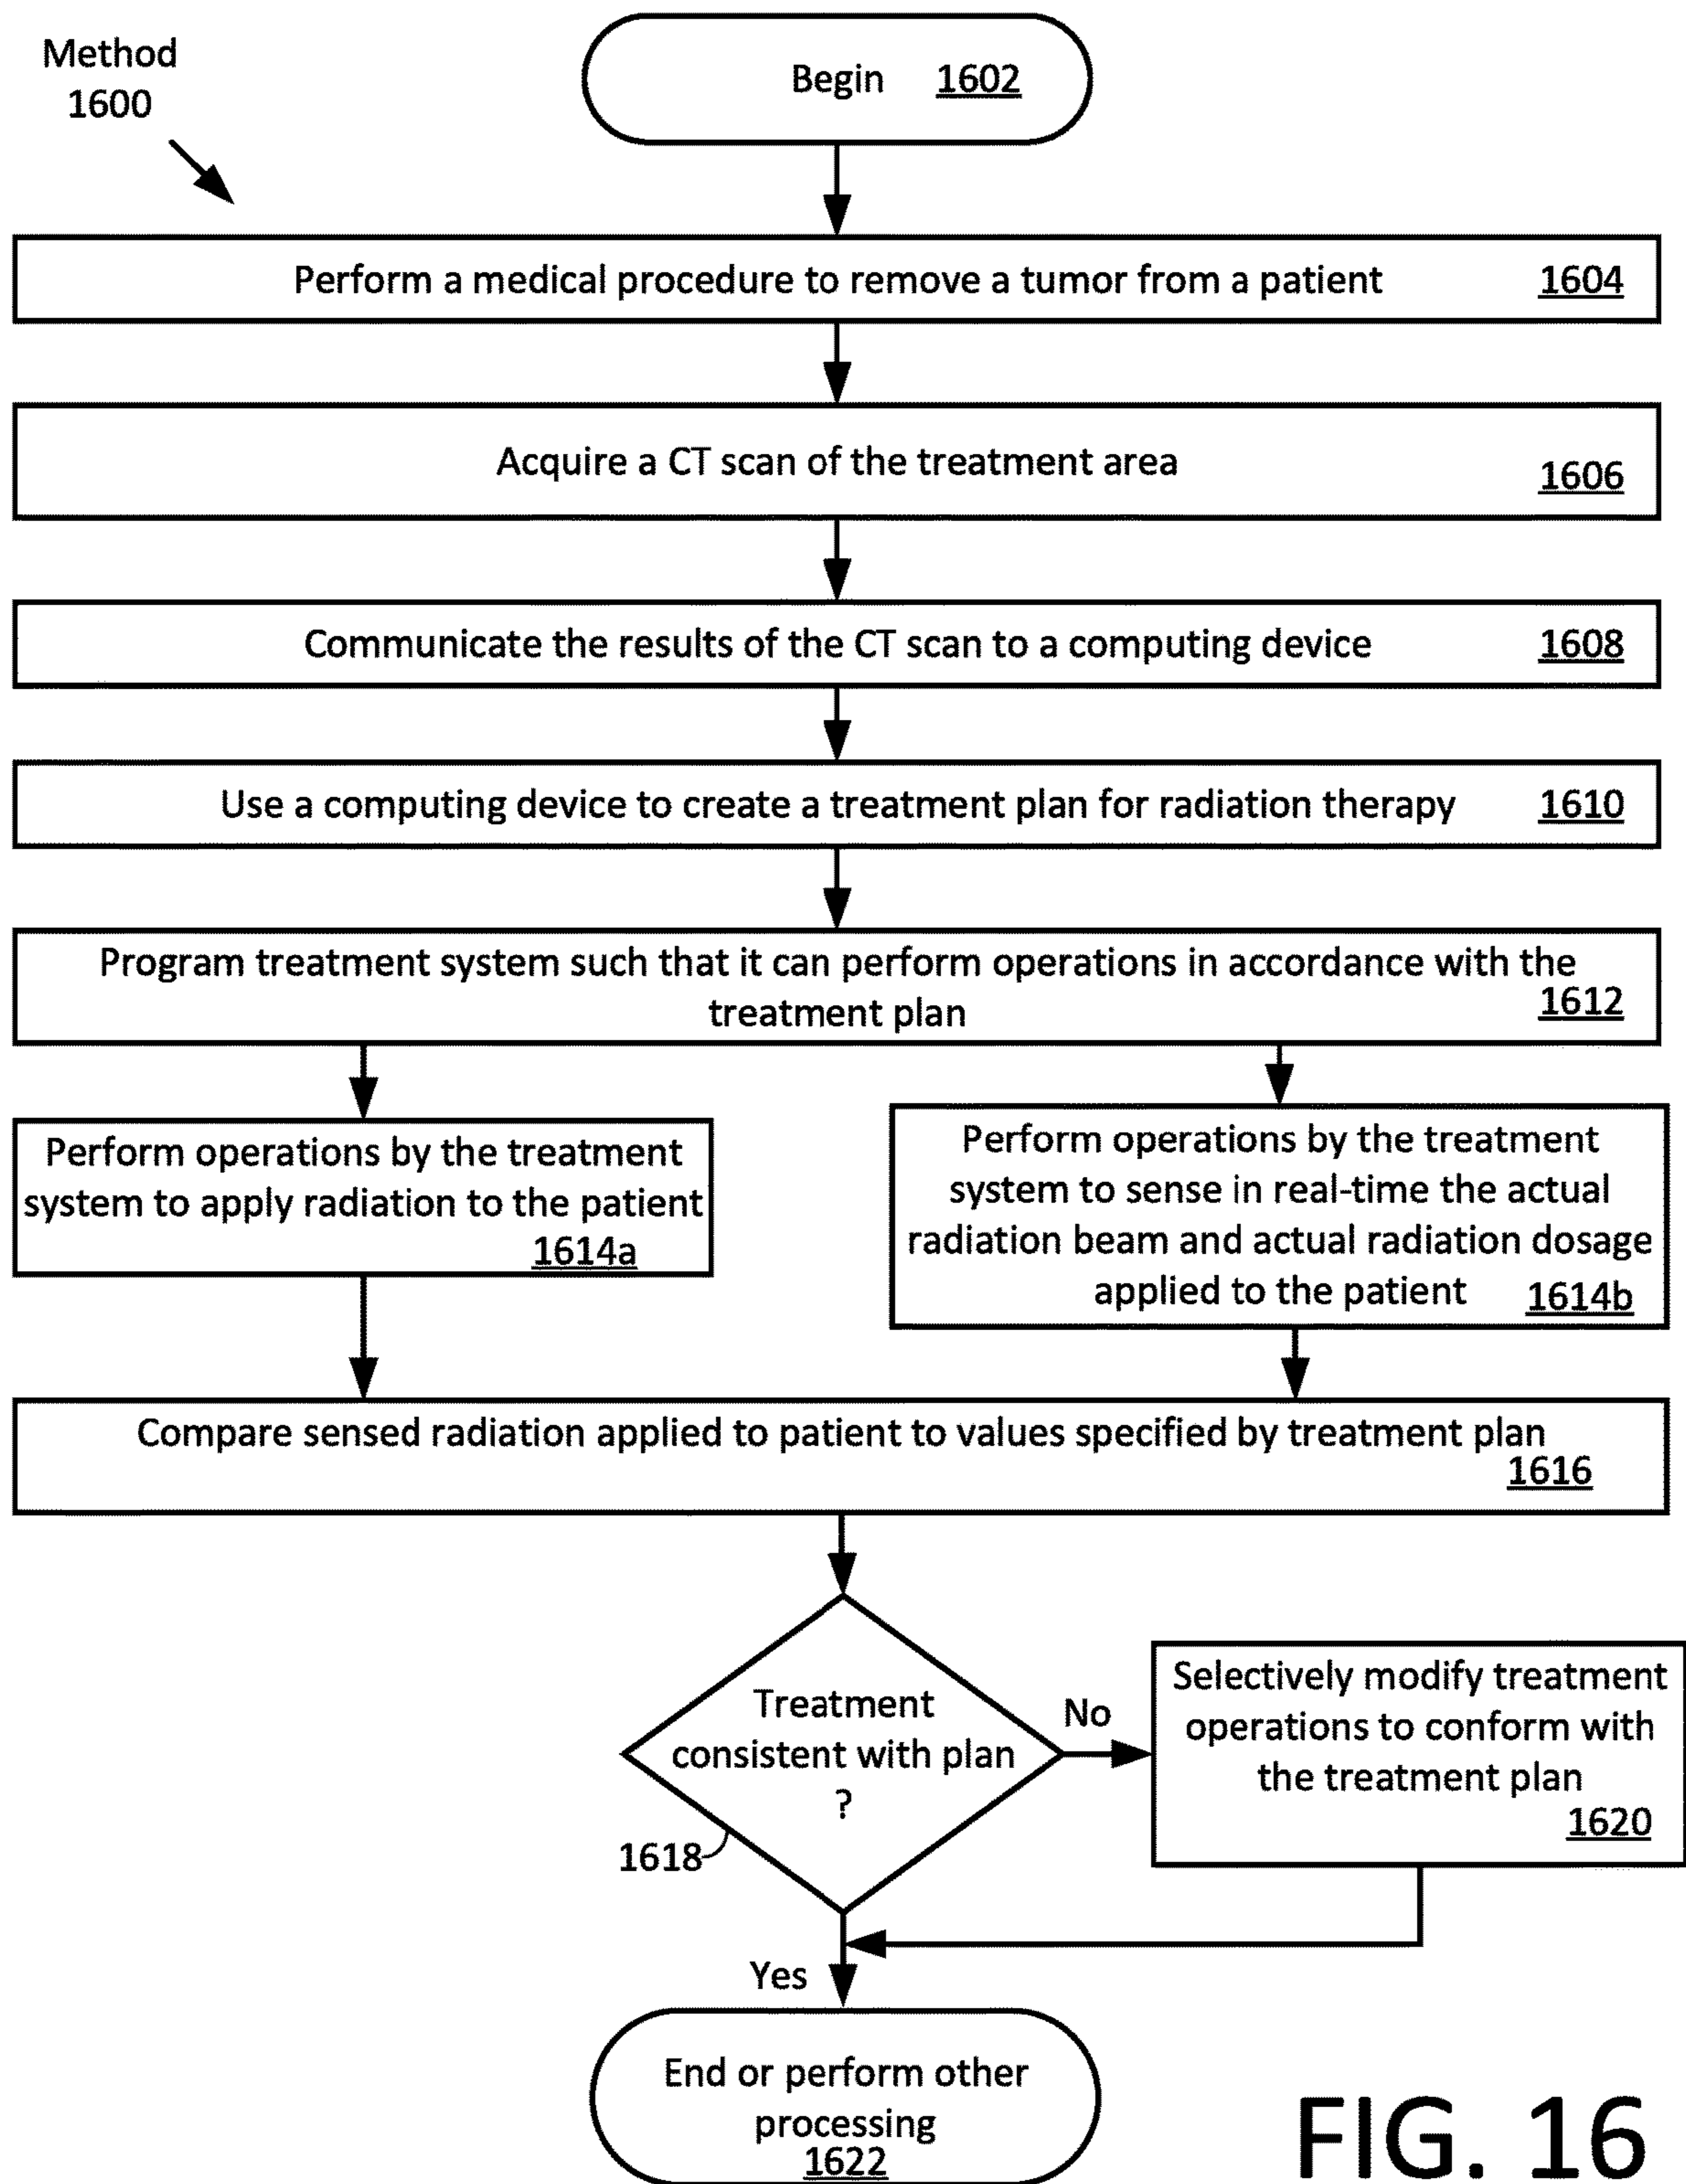 Method
1600
Begin 1602
Perform a medical procedure to remove a tumor from a patient 1604
Acquire a CT scan of the treatment area
1606
Communicate the results of the CT scan to a computing device 1608
Use a computing device to create a treatment plan for radiation therapy 1610
Program treatment system such that it can perform operations in accordance with the
treatment plan 1612
Perform operations by the treatment
system to apply radiation to the patient
1614a
Perform operations by the treatment
system to sense in real-time the actual
radiation beam and actual radiation dosage
applied to the patient 1614b
Compare sensed radiation applied to patient to values specified by treatment plan
1616
Treatment
consistent with plan
?
1618
No
Selectively modify treatment
operations to conform with
the treatment plan
1620
Yes
End or perform other
processing
1622
FIG. 16